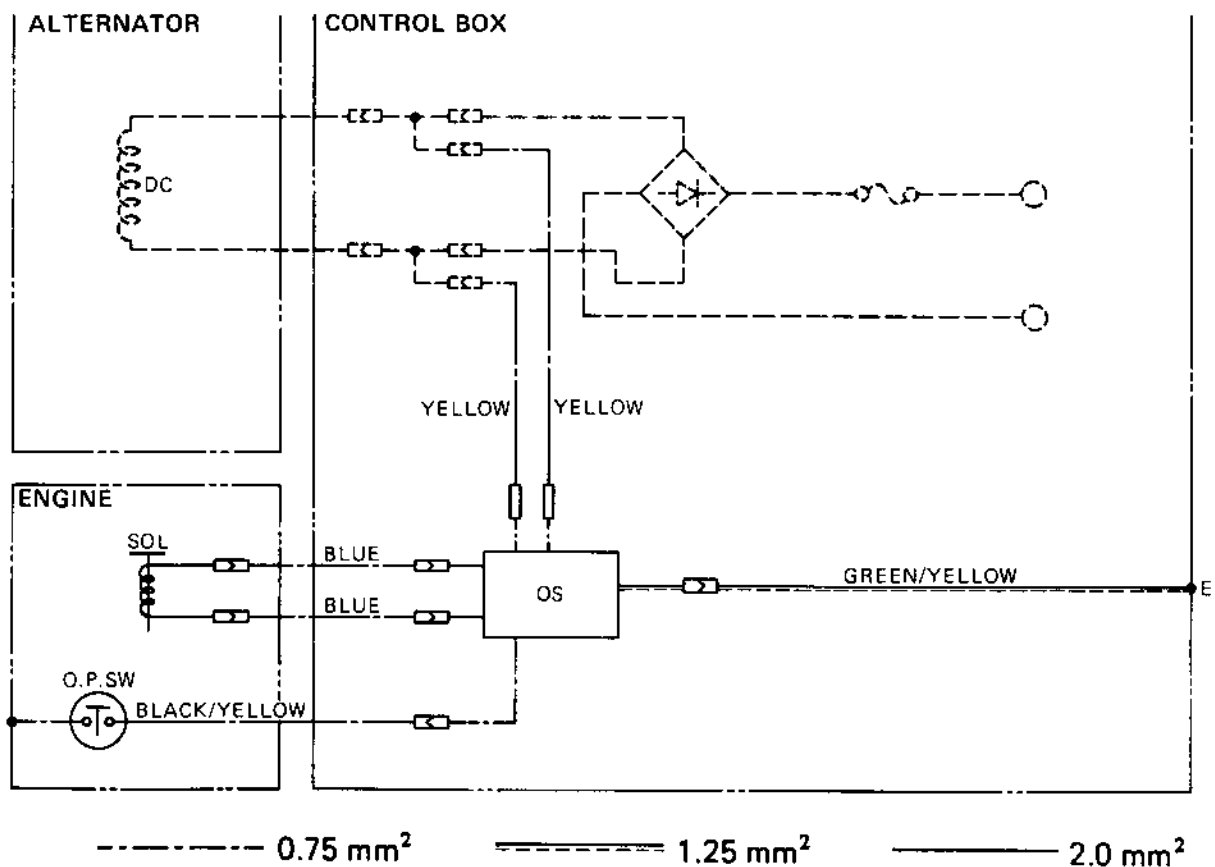 ALTERNATOR
CONTROL BOX
DC
YELLOW YELLOW
ENGINE
SOL
BLUE
GREEN/YELLOW
BLUE
OS
E
O.P.SW
BLACK/YELLOW
0.75 mm² 1.25 mm² 2.0 mm²